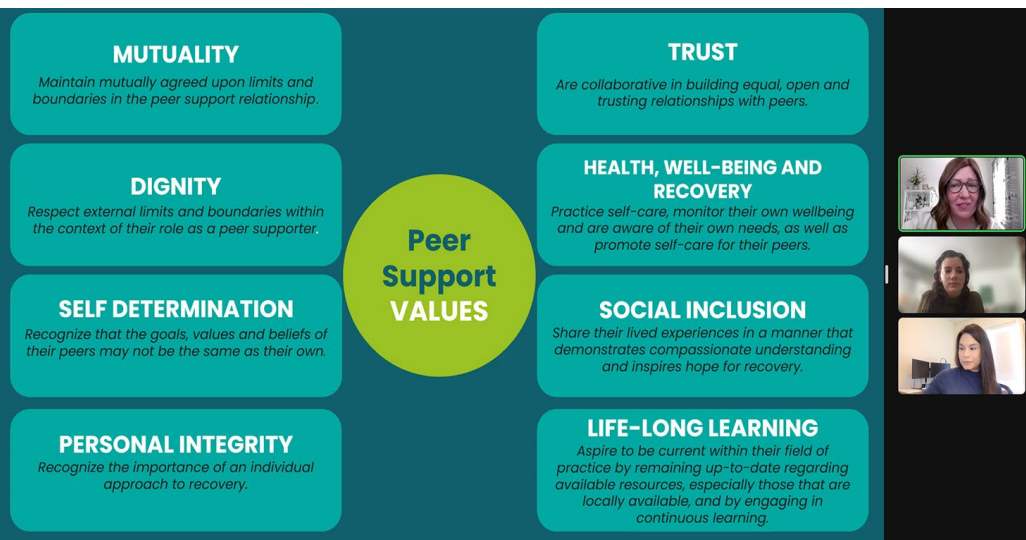 MUTUALITY
Maintain mutually agreed upon limits and
boundaries in the peer support relationship.
DIGNITY
Respect external limits and boundaries within
the context of their role as a peer supporter.
SELF DETERMINATION
Recognize that the goals, values and beliefs of
their peers may not be the same as their own.
PERSONAL INTEGRITY
Recognize the importance of an individual
approach to recovery.
Peer
Support
VALUES
TRUST
Are collaborative in building equal, open and
trusting relationships with peers.
HEALTH, WELL-BEING AND
RECOVERY
Practice self-care, monitor their own wellbeing
and are aware of their own needs, as well as
promote self-care for their peers.
SOCIAL INCLUSION
Share their lived experiences in a manner that
demonstrates compassionate understanding
and inspires hope for recovery.
LIFE-LONG LEARNING
Aspire to be current within their field of
practice by remaining up-to-date regarding
available resources, especially those that are
locally available, and by engaging in
continuous learning.